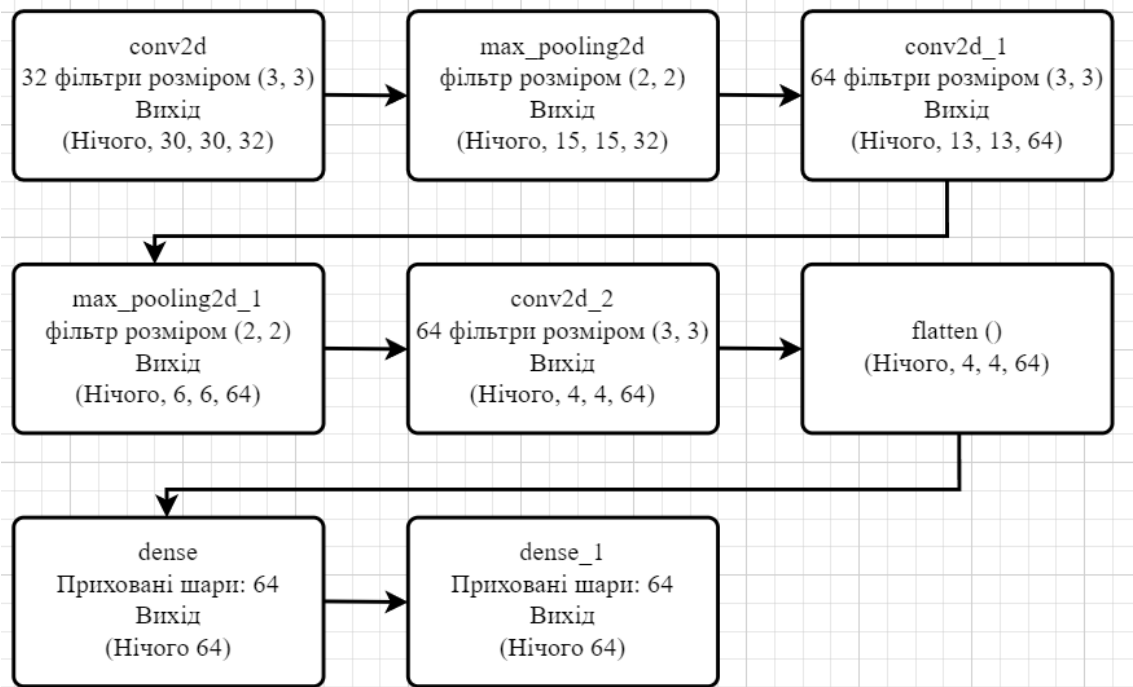 conv2d
32 фільтри розміром (3, 3)
Вихід
(Нічого, 30, 30, 32)
max_pooling2d
фільтр розміром (2, 2)
Вихід
(Нічого, 15, 15, 32)
conv2d_1
64 фільтри розміром (3, 3)
Вихід
(Нічого, 13, 13, 64)
max_pooling2d_1
фільтр розміром (2, 2)
Вихід
(Нічого, 6, 6, 64)
conv2d_2
64 фільтри розміром (3, 3)
Вихід
(Нічого, 4, 4, 64)
flatten ()
(Нічого, 4, 4, 64)
dense
Приховані шари: 64
Вихід
(Нічого 64)
dense_1
Приховані шари: 64
Вихід
(Нічого 64)